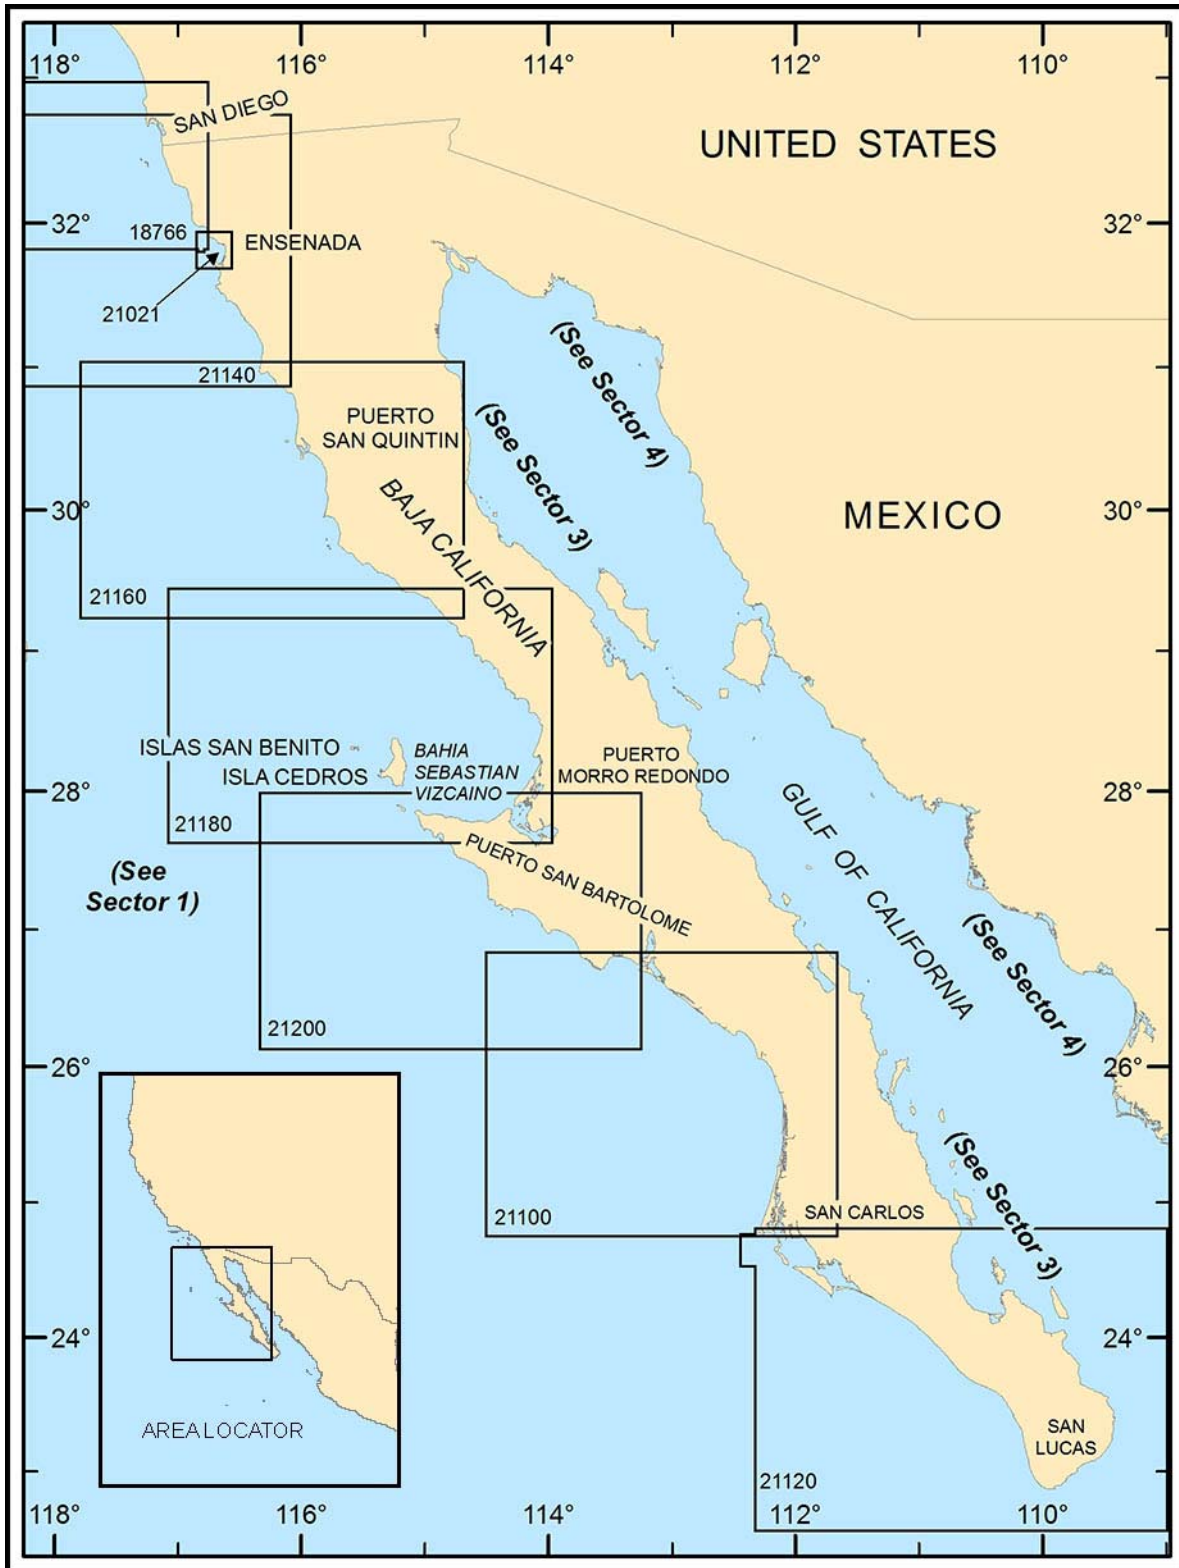 118°
116°
114°
112°
110°
SAN DIEGO
UNITED STATES
32°
32°
18766
ENSENADA
21021
(See Sector 4)
21140
PUERTO
SAN QUINTIN
(See Sector 3)
BAJA CALIFORNIA
30°
MEXICO
30°
21160
ISLAS SAN BENITO
ISLA CEDROS
BAHIA
SEBASTIAN
VIZCAINO
PUERTO
MORRO REDONDO
28°
28°
21180
GULF OF CALIFORNIA
PUERTO SAN BARTOLOME
(See
Sector 1)
(See Sector 4)
21200
26°
26°
(See Sector 3)
21100
SAN CARLOS
24°
24°
AREA LOCATOR
SAN
LUCAS
21120
118°
116°
114°
112°
110°